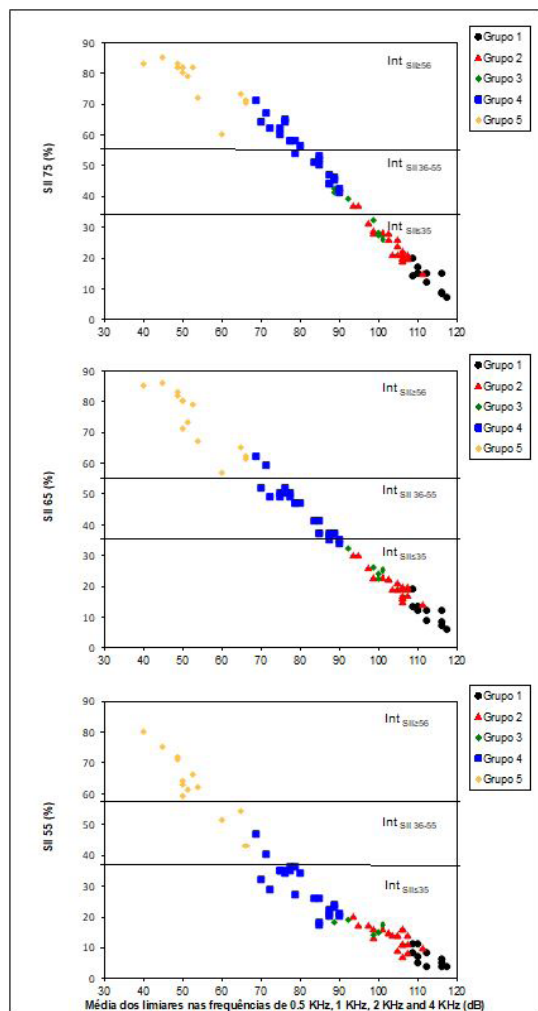 90
80
70
60
50
40
30
20
10
0
SII 75 (%)
Int SII≥56
Int SII 36-55
Int SII≤35
30 40 50 60 70 80 90 100 110 120
Grupo 1
Grupo 2
Grupo 3
Grupo 4
Grupo 5
90
80
70
60
50
40
30
20
10
0
SII 65 (%)
Int SII≥56
Int SII 36-55
Int SII≤35
30 40 50 60 70 80 90 100 110 120
Grupo 1
Grupo 2
Grupo 3
Grupo 4
Grupo 5
90
80
70
60
50
40
30
20
10
0
SII 55 (%)
Int SII≥56
Int SII 36-55
Int SII≤35
30 40 50 60 70 80 90 100 110 120
Grupo 1
Grupo 2
Grupo 3
Grupo 4
Grupo 5
Média dos limiares nas frequências de 0.5 KHz, 1 KHz, 2 KHz and 4 KHz (dB)